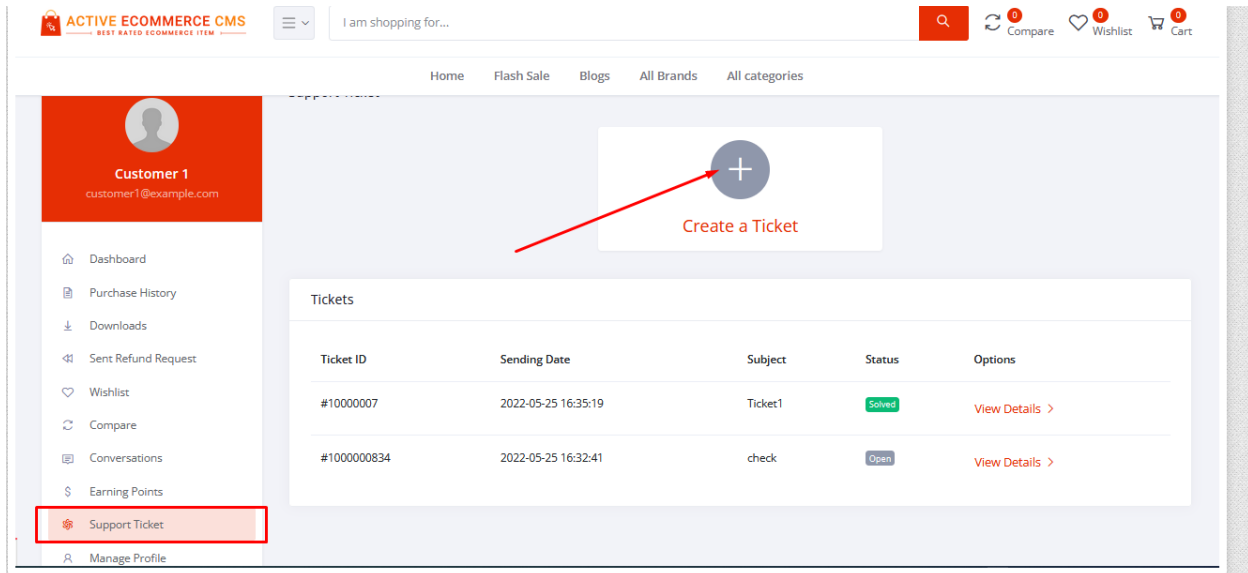 ACTIVE ECOMMERCE CMS
BEST RATED ECOMMERCE ITEM
I am shopping for...
0
Compare
0
Wishlist
0
Cart
Home Flash Sale Blogs All Brands All categories
Support Ticket
Customer 1
customer1@example.com
Create a Ticket
Dashboard
Purchase History
Downloads
Sent Refund Request
Wishlist
Compare
Conversations
Earning Points
Support Ticket
Manage Profile
Tickets
Ticket ID Sending Date Subject Status Options
#10000007 2022-05-25 16:35:19 Ticket1 Solved View Details
#1000000834 2022-05-25 16:32:41 check Open View Details